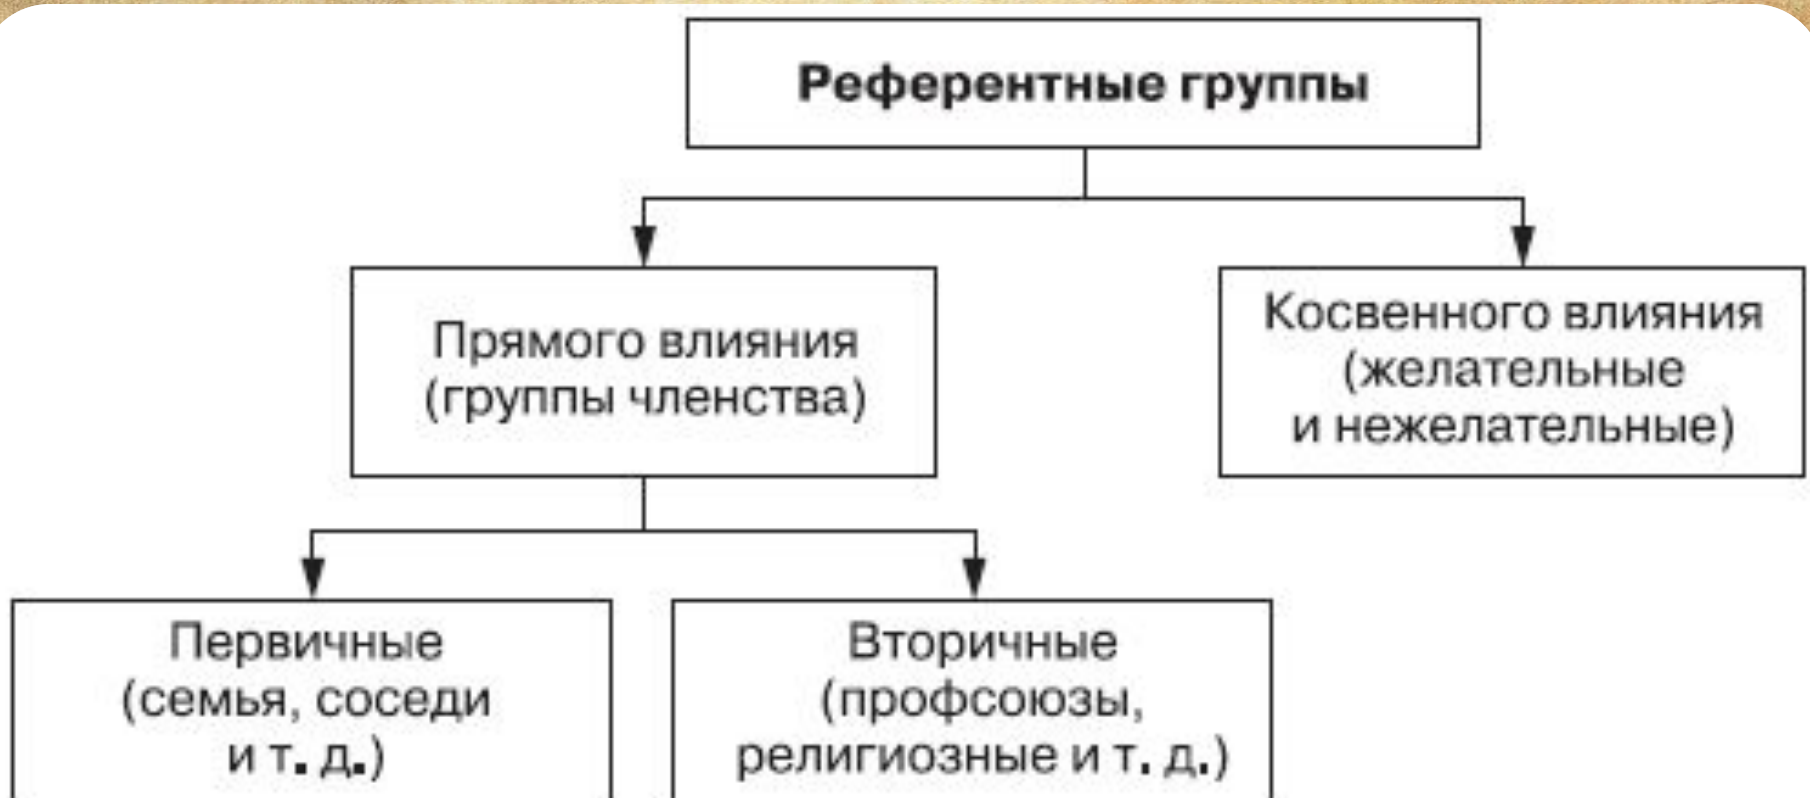 Референтные группы
Прямого влияния
(группы членства)
Косвенного влияния
(желательные
и нежелательные)
Первичные
(семья, соседи
и т. д.)
Вторичные
(профсоюзы,
религиозные и т. д.)